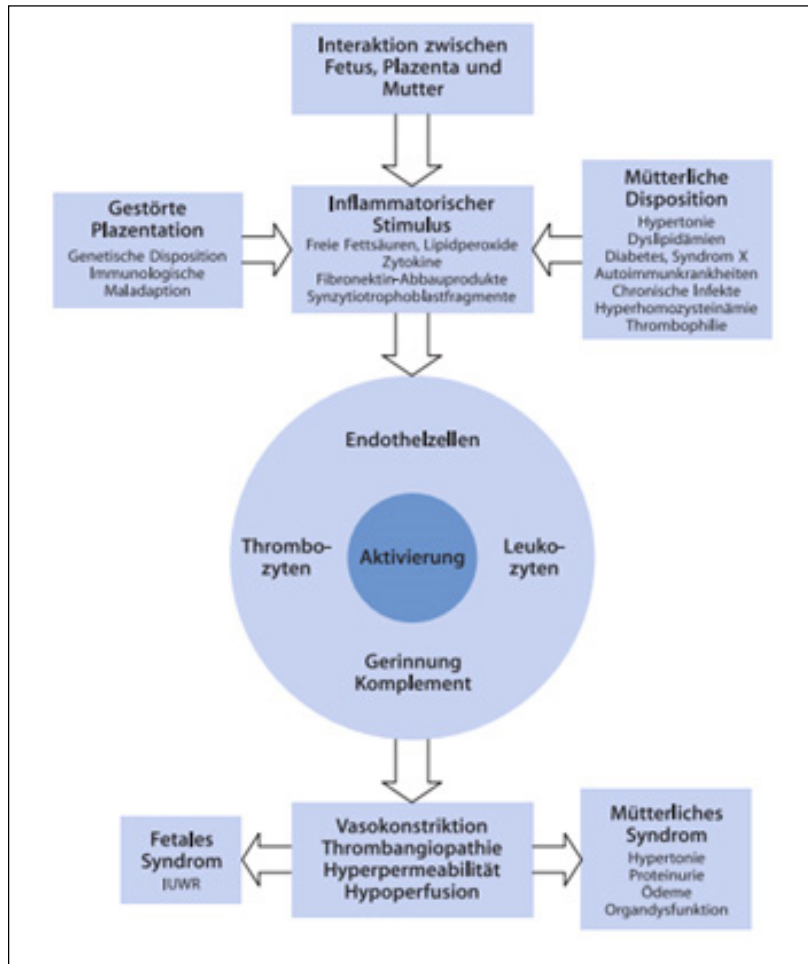 Interaktion zwischen
Fetus, Plazenta und
Mutter
Gestörte
Plazentation
Genetische Disposition
Immunologische
Maladaption
Inflammatorischer
Stimulus
Freie Fettsäuren, Lipidperoxide
Zytokine
Fibronektin-Abbauprodukte
Synzytiotrophoblastfragmente
Mütterliche
Disposition
Hypertonie
Dyslipidämien
Diabetes, Syndrom X
Autoimmunkrankheiten
Chronische Infekte
Hyperhomozysteinämie
Thrombophilie
Endothelzellen
Thrombo-
zyten
Aktivierung
Leuko-
zyten
Gerinnung
Komplement
Fetales
Syndrom
IUWR
Vasokonstriktion
Thrombangiopathie
Hyperpermeabilität
Hypoperfusion
Mütterliches
Syndrom
Hypertonie
Proteinurie
Ödeme
Organdysfunktion